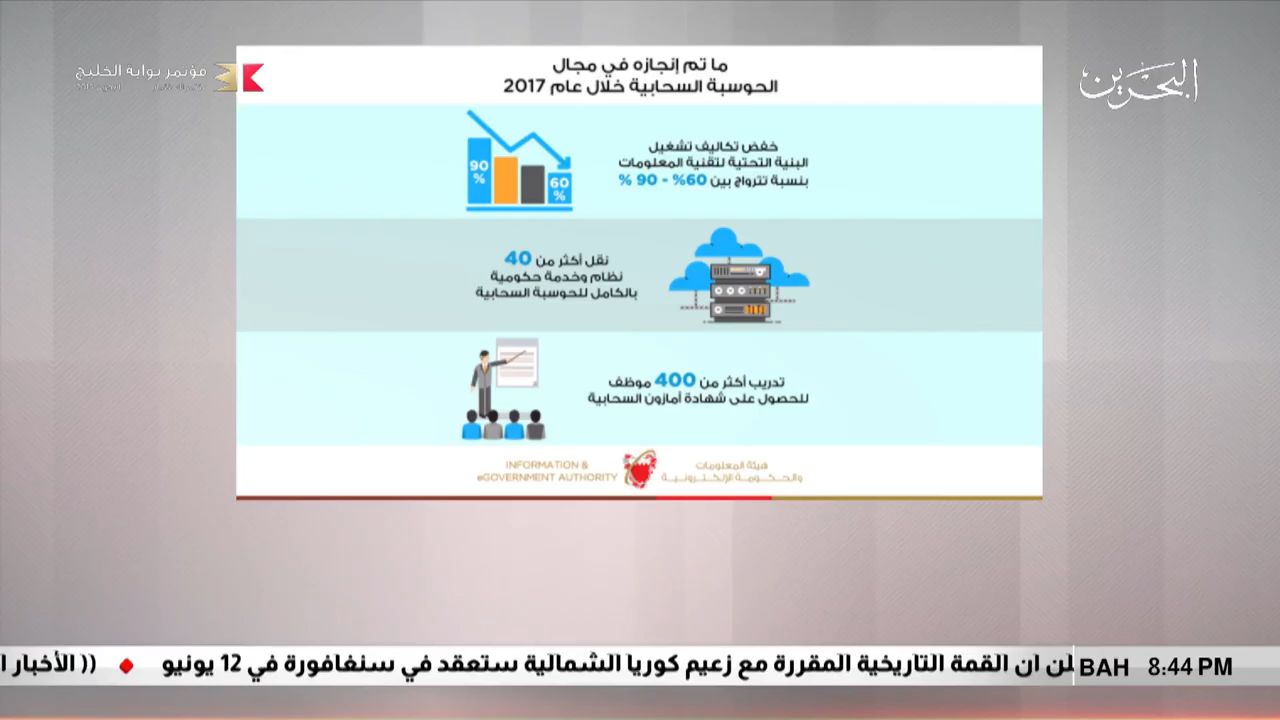 مؤتمر بوابة الخليج
البحرين
ما تم إنجازه في مجال
الحوسبة السحابية خلال عام 2017
90
%
60
%
خفض تكاليف تشغيل
البنية التحتية لتقنية المعلومات
بنسبة تترواح بين 60% - 90 %
نقل أكثر من 40
نظام وخدمة حكومية
بالكامل للحوسبة السحابية
تدريب أكثر من 400 موظف
للحصول على شهادة أمازون السحابية
هيئة المعلومات
والحكومة الإلكترونية
INFORMATION &
eGOVERNMENT AUTHORITY
لن ان القمة التاريخية المقررة مع زعيم كوريا الشمالية ستعقد في سنغافورة في 12 يونيو
(( الأخبار ا
BAH 8:44 PM